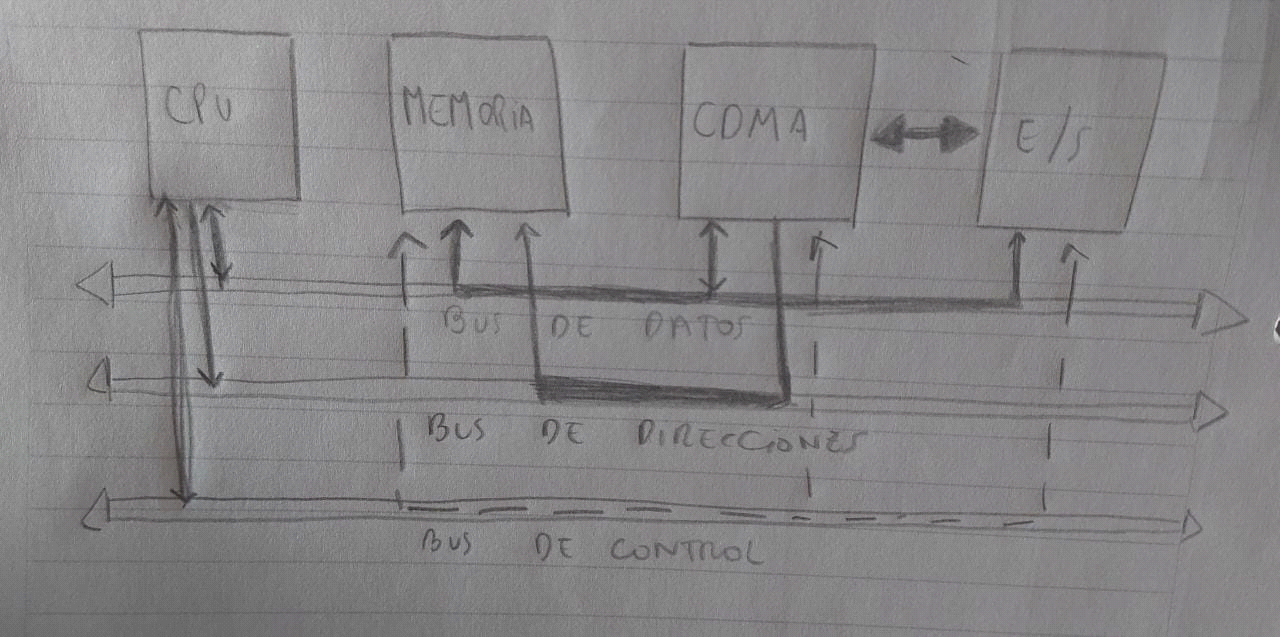 CPU
MEMORIA
CDMA
E/S
BUS DE DATOS
BUS DE DIRECCIONES
BUS DE CONTROL